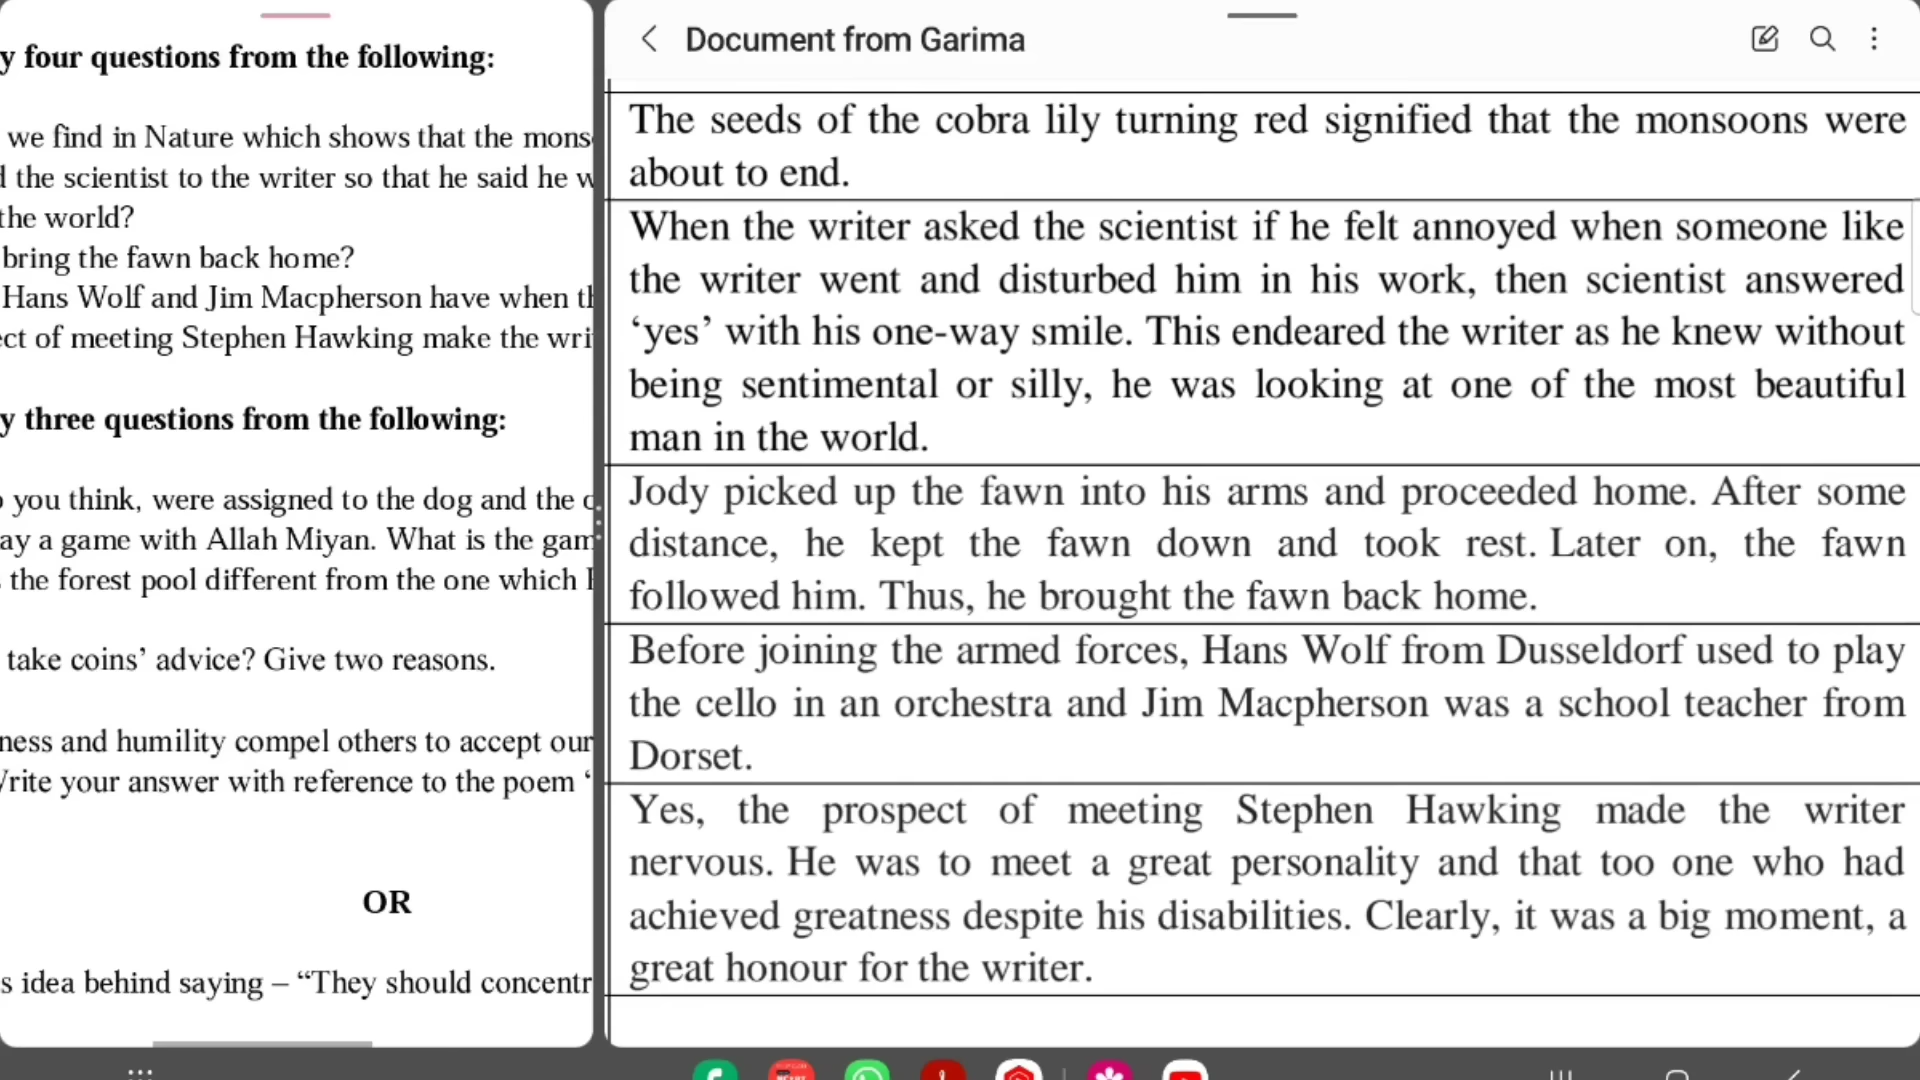 y four questions from the following:
we find in Nature which shows that the mons
the scientist to the writer so that he said he w
the world?
bring the fawn back home?
Hans Wolf and Jim Macpherson have when th
ct of meeting Stephen Hawking make the wri
y three questions from the following:
you think, were assigned to the dog and the
ay a game with Allah Miyan. What is the gam
the forest pool different from the one which
take coins’ advice? Give two reasons.
ness and humility compel others to accept our
Write your answer with reference to the poem ‘
OR
s idea behind saying – “They should concentr
Document from Garima
The seeds of the cobra lily turning red signified that the monsoons were
about to end.
When the writer asked the scientist if he felt annoyed when someone like
the writer went and disturbed him in his work, then scientist answered
‘yes’ with his one-way smile. This endeared the writer as he knew without
being sentimental or silly, he was looking at one of the most beautiful
man in the world.
Jody picked up the fawn into his arms and proceeded home. After some
distance, he kept the fawn down and took rest. Later on, the fawn
followed him. Thus, he brought the fawn back home.
Before joining the armed forces, Hans Wolf from Dusseldorf used to play
the cello in an orchestra and Jim Macpherson was a school teacher from
Dorset.
Yes, the prospect of meeting Stephen Hawking made the writer
nervous. He was to meet a great personality and that too one who had
achieved greatness despite his disabilities. Clearly, it was a big moment, a
great honour for the writer.